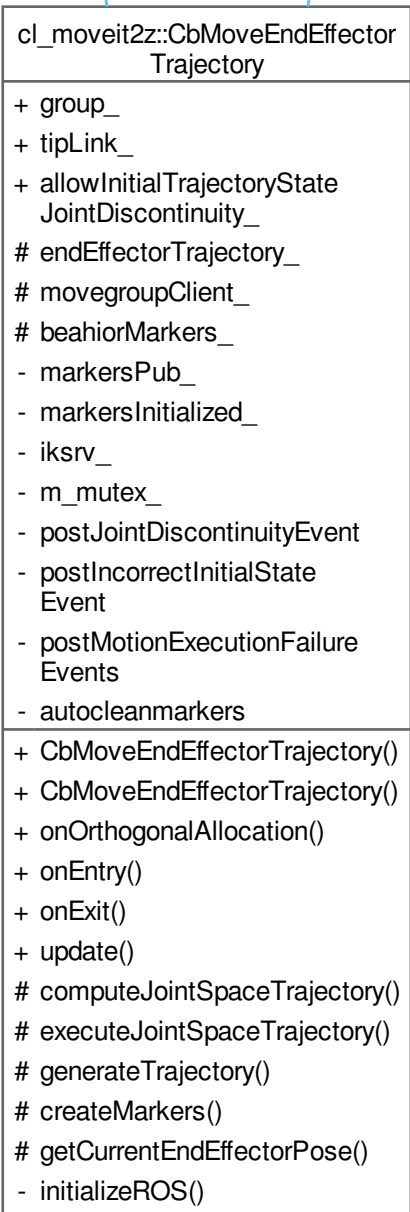 cl_moveit2z::CbMoveEndEffector
Trajectory
+ group_
+ tipLink_
+ allowInitialTrajectoryState
JointDiscontinuity_
# endEffectorTrajectory_
# movegroupClient_
# beahiorMarkers_
- markersPub_
- markersInitialized_
- iksrv_
- m_mutex_
- postJointDiscontinuityEvent
- postIncorrectInitialState
Event
- postMotionExecutionFailure
Events
- autocleanmarkers
+ CbMoveEndEffectorTrajectory()
+ CbMoveEndEffectorTrajectory()
+ onOrthogonalAllocation()
+ onEntry()
+ onExit()
+ update()
# computeJointSpaceTrajectory()
# executeJointSpaceTrajectory()
# generateTrajectory()
# createMarkers()
# getCurrentEndEffectorPose()
- initializeROS()